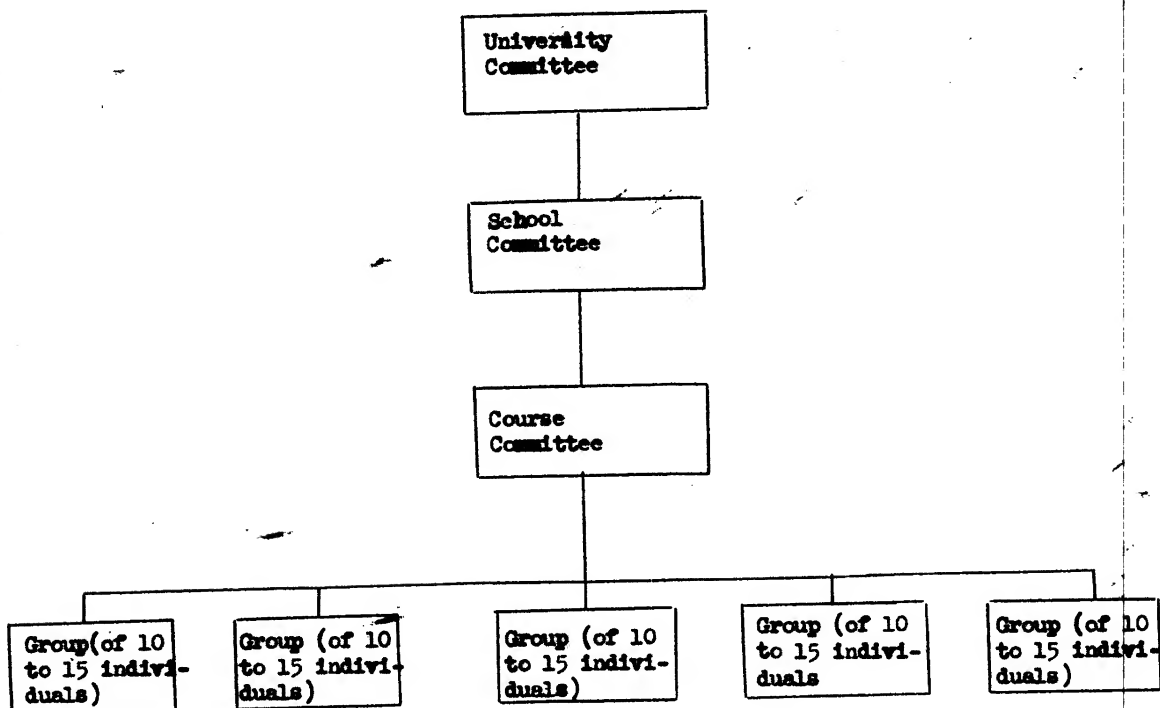 University
Committee
School
Committee
Course
Committee
Group(of 10
to 15 indivi-
duals)
Group (of 10
to 15 indivi-
duals)
Group (of 10
to 15 indivi-
duals)
Group (of 10
to 15 indivi-
duals
Group (of 10
to 15 indivi-
duals)